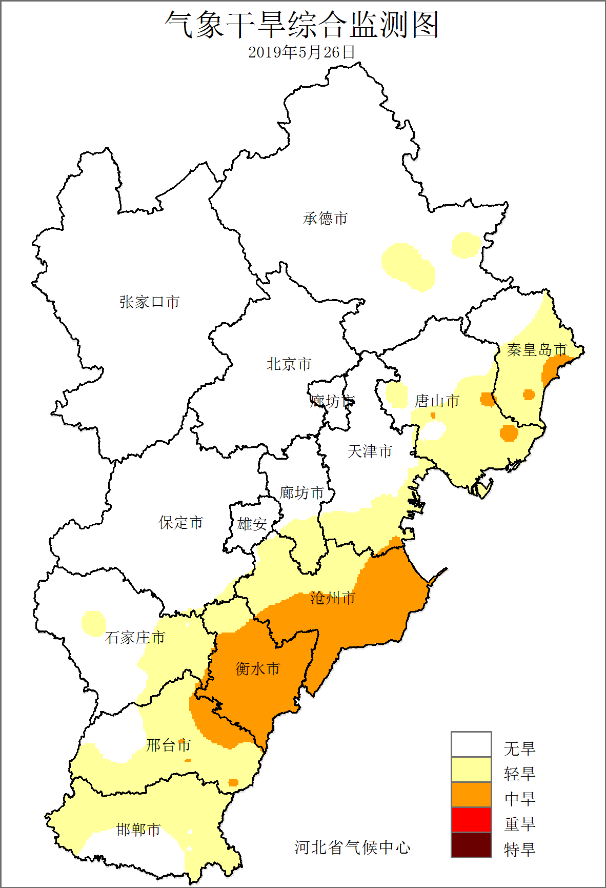 气象干旱综合监测图
2019年5月26日
承德市
张家口市
秦皇岛市
北京市
廊坊市
唐山市
天津市
廊坊市
保定市
雄安
沧州市
石家庄市
衡水市
邢台市
邯郸市
无旱
轻旱
中旱
重旱
特旱
河北省气候中心